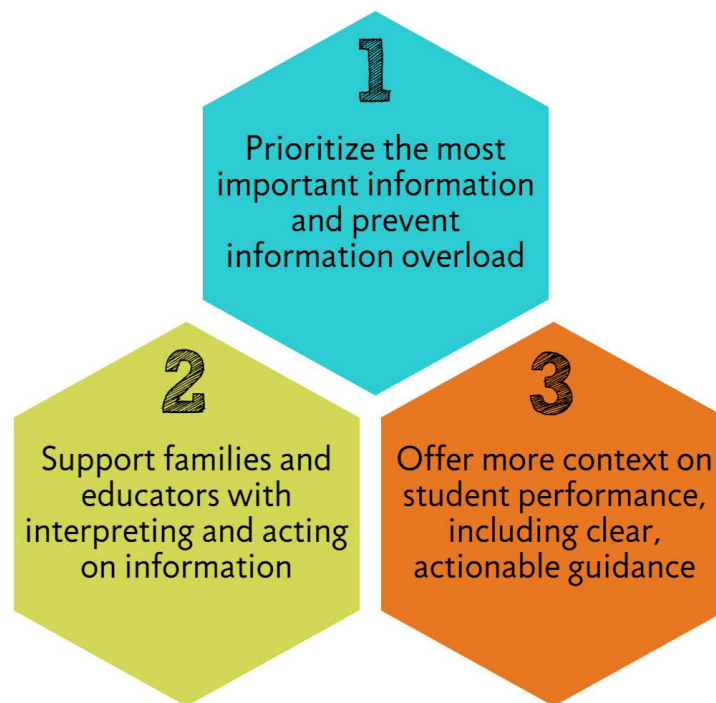 1
Prioritize the most
important information
and prevent
information overload
2
Support families and
educators with
interpreting and acting
on information
3
Offer more context on
student performance,
including clear,
actionable guidance